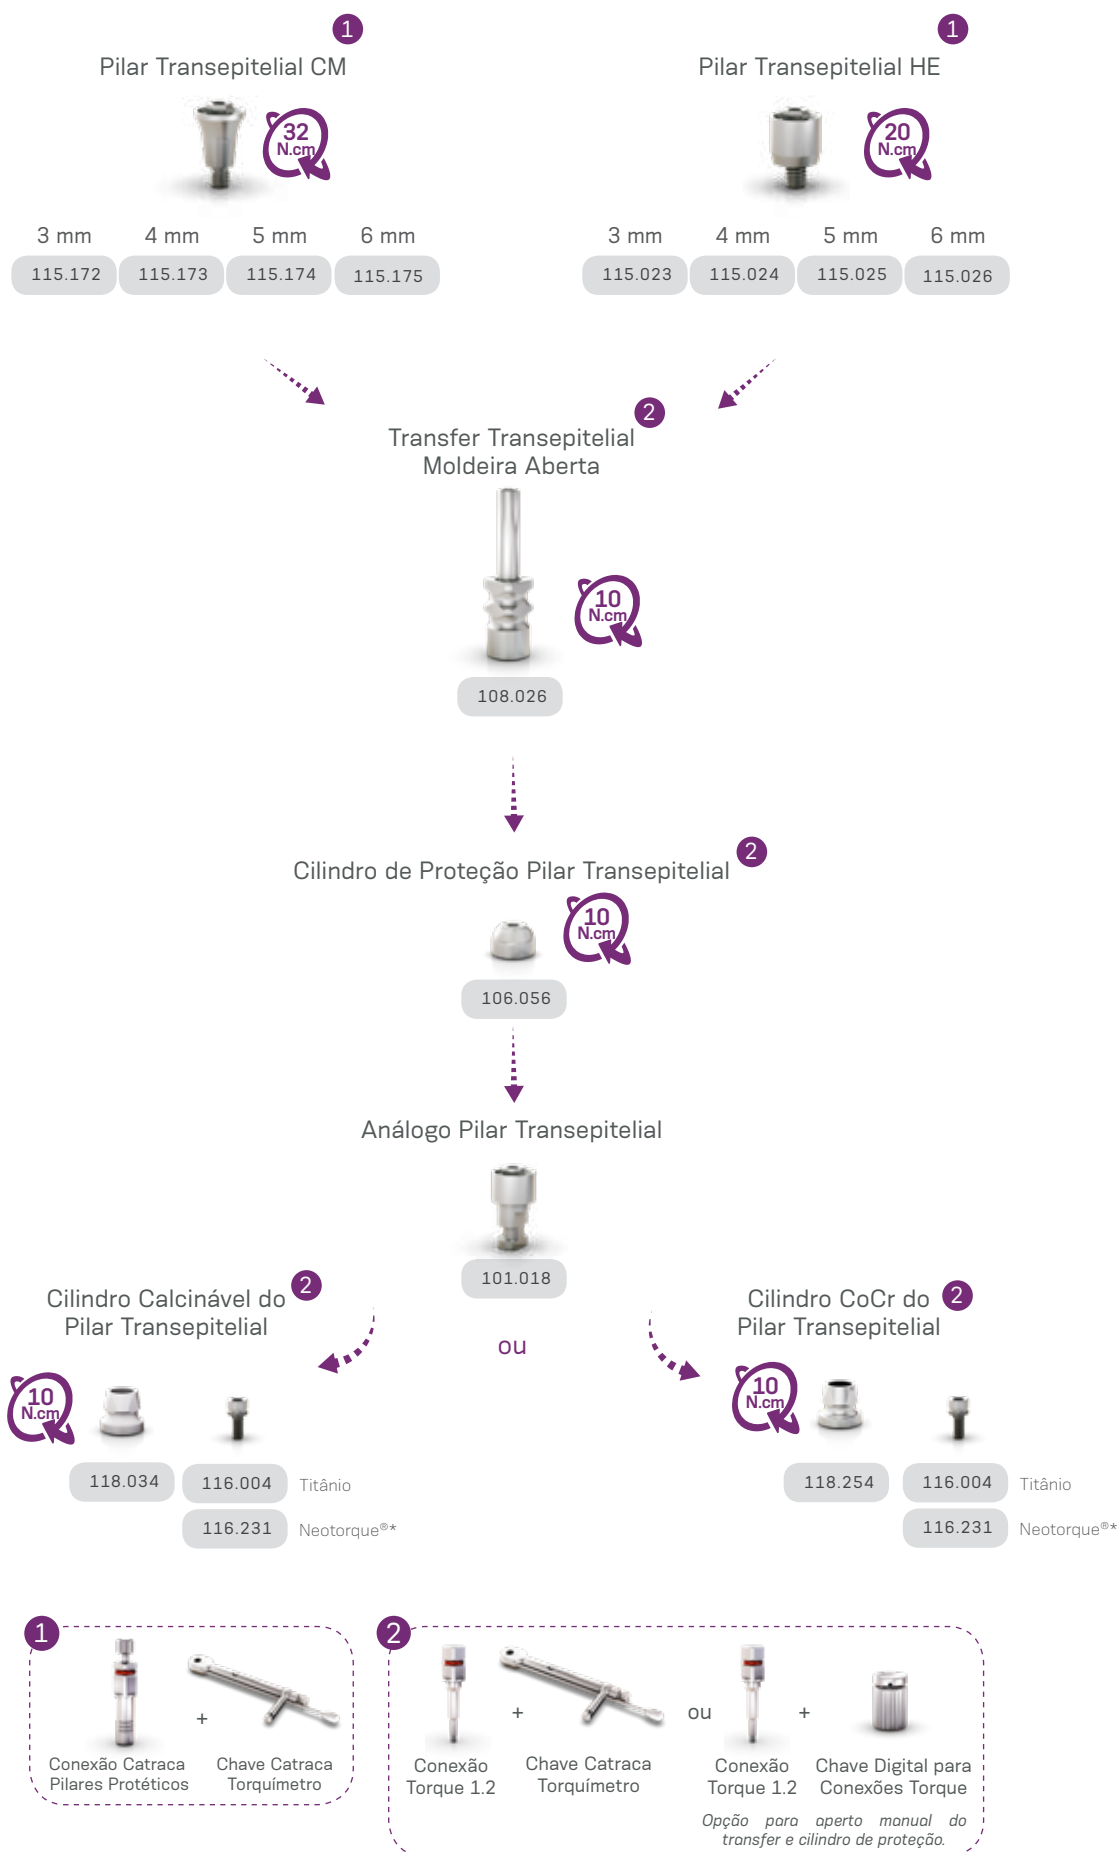 1
Pilar Transepitelial CM
32
N.cm
3 mm 4 mm 5 mm 6 mm
115.172 115.173 115.174 115.175
1
Pilar Transepitelial HE
20
N.cm
3 mm 4 mm 5 mm 6 mm
115.023 115.024 115.025 115.026
2
Transfer Transepitelial
Moldeira Aberta
10
N.cm
108.026
2
Cilindro de Proteção Pilar Transepitelial
10
N.cm
106.056
Análogo Pilar Transepitelial
101.018
ou
2
Cilindro Calcinável do
Pilar Transepitelial
10
N.cm
118.034 116.004 Titânio
116.231 Neotorque®*
2
Cilindro CoCr do
Pilar Transepitelial
10
N.cm
118.254 116.004 Titânio
116.231 Neotorque®*
1
+
Conexão Catraca
Pilares Protéticos
Chave Catraca
Torquímetro
2
+
Conexão
Torque 1.2
Chave Catraca
Torquímetro
ou
+
Conexão
Torque 1.2
Chave Digital para
Conexões Torque
Opção para aperto manual do
transfer e cilindro de proteção.